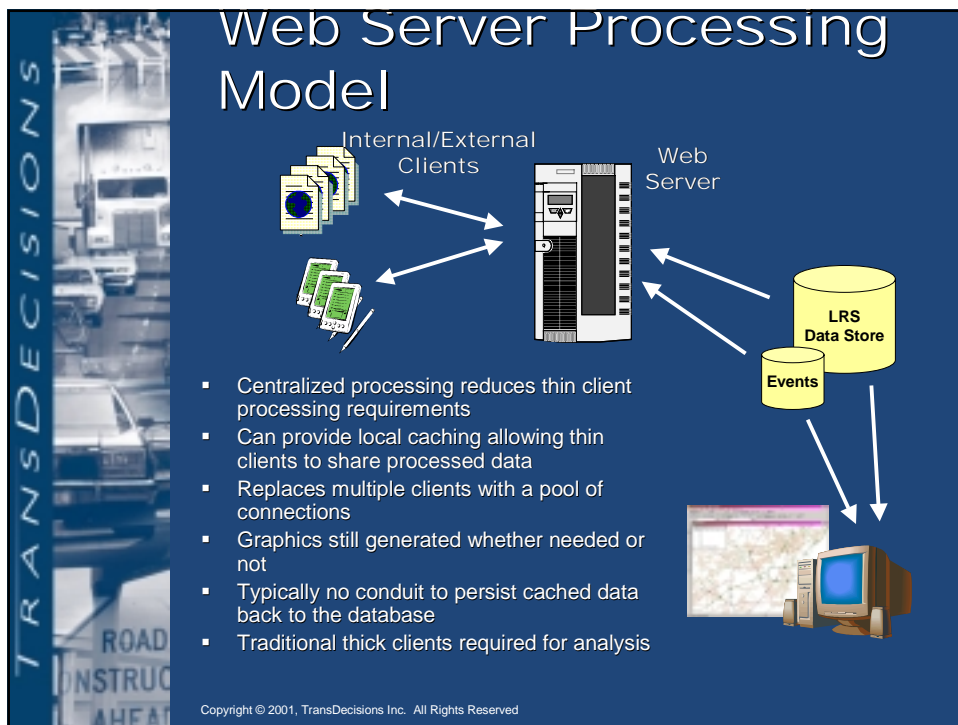 Web Server Processing
Model
Internal/External
Clients
Web
Server
LRS
Data Store
Events
▪ Centralized processing reduces thin client
processing requirements
▪ Can provide local caching allowing thin
clients to share processed data
▪ Replaces multiple clients with a pool of
connections
▪ Graphics still generated whether needed or
not
▪ Typically no conduit to persist cached data
back to the database
▪ Traditional thick clients required for analysis
Copyright © 2001, TransDecisions Inc. All Rights Reserved
TRANSDECISIONS
ROAD
ONSTRUC
AHEAD